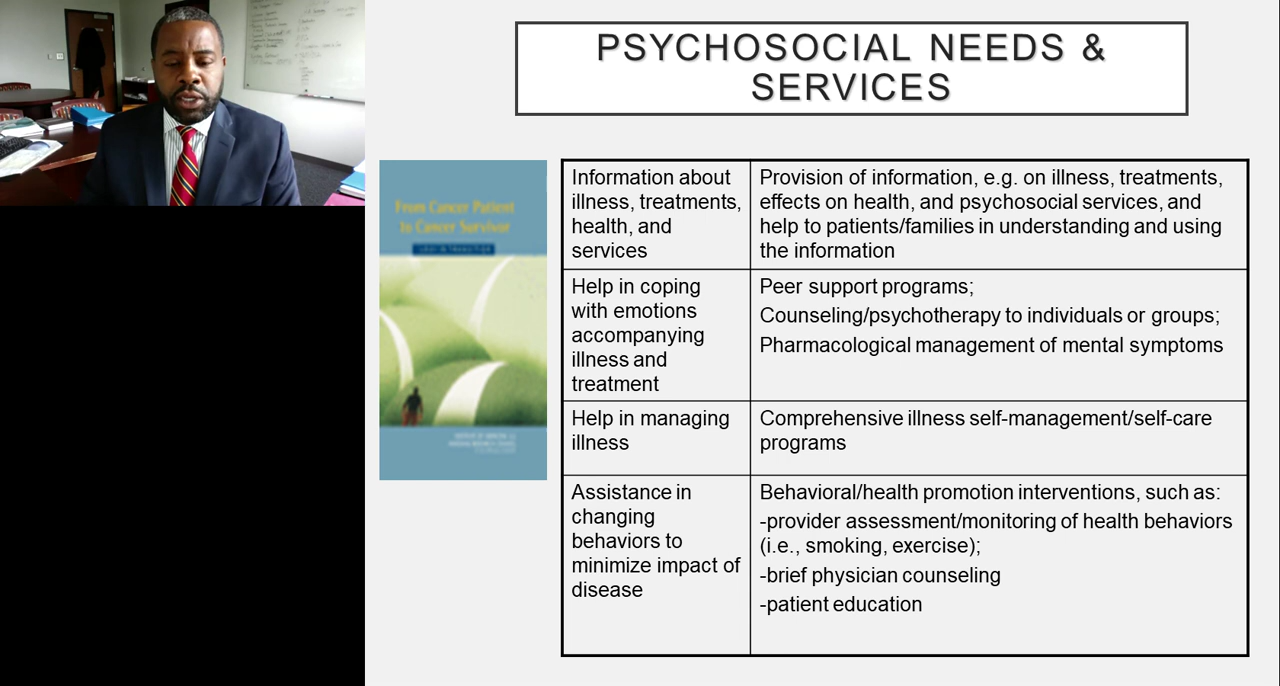 PSYCHOSOCIAL NEEDS &
SERVICES
From Cancer Patient
to Cancer Survivor
Information about
illness, treatments,
health, and
services
Provision of information, e.g. on illness, treatments,
effects on health, and psychosocial services, and
help to patients/families in understanding and using
the information
Help in coping
with emotions
accompanying
illness and
treatment
Peer support programs;
Counseling/psychotherapy to individuals or groups;
Pharmacological management of mental symptoms
Help in managing
illness
Comprehensive illness self-management/self-care
programs
Assistance in
changing
behaviors to
minimize impact of
disease
Behavioral/health promotion interventions, such as:
-provider assessment/monitoring of health behaviors
(i.e., smoking, exercise);
-brief physician counseling
-patient education